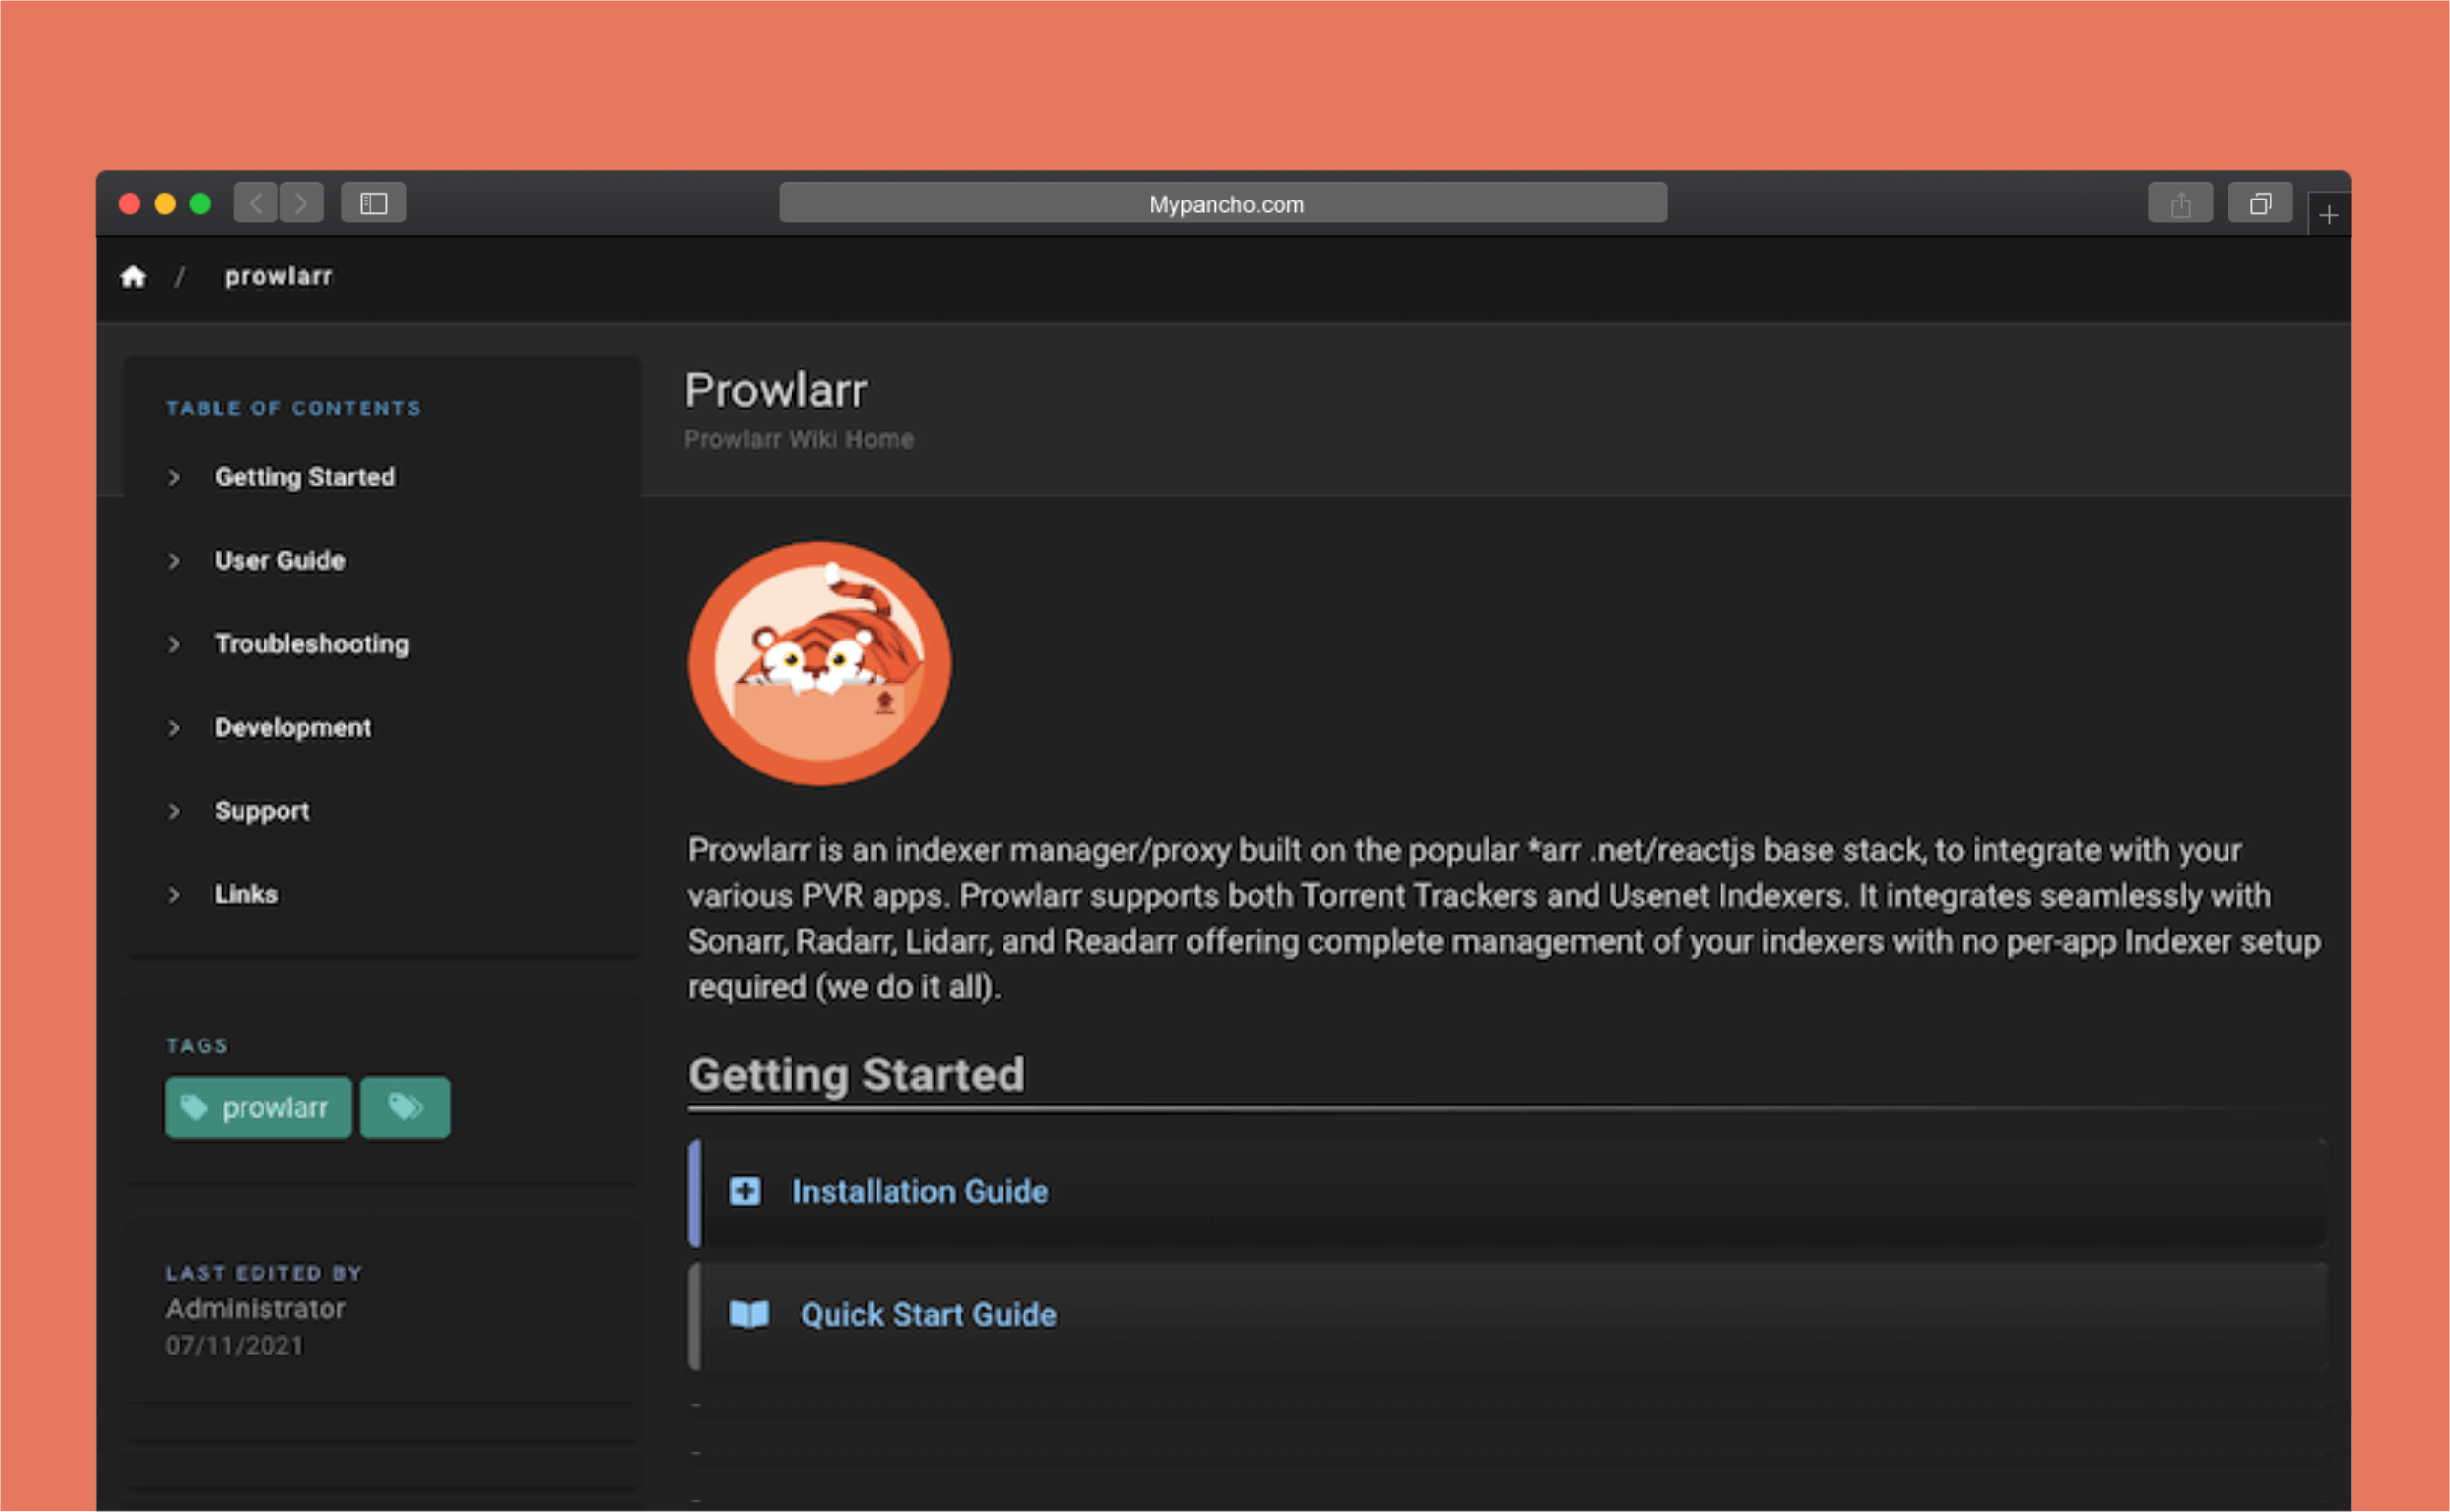 Mypancho.com
/ prowlarr
TABLE OF CONTENTS
Getting Started
User Guide
Troubleshooting
Development
Support
Links
TAGS
prowlarr
LAST EDITED BY
Administrator
07/11/2021
Prowlarr
Prowlarr Wiki Home
Prowlarr is an indexer manager/proxy built on the popular *arr .net/reactjs base stack, to integrate with your
various PVR apps. Prowlarr supports both Torrent Trackers and Usenet Indexers. It integrates seamlessly with
Sonarr, Radarr, Lidarr, and Readarr offering complete management of your indexers with no per-app Indexer setup
required (we do it all).
Getting Started
Installation Guide
Quick Start Guide